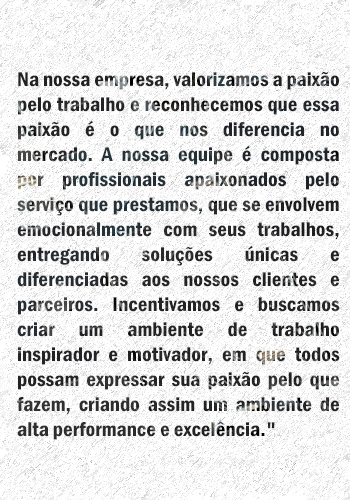 Na nossa empresa, valorizamos a paixão
pelo trabalho e reconhecemos que essa
paixão é o que nos diferencia no
mercado. A nossa equipe é composta
por profissionais apaixonados pelo
serviço que prestamos, que se envolvem
emocionalmente com seus trabalhos,
entregando soluções únicas e
diferenciadas aos nossos clientes e
parceiros. Incentivamos e buscamos
criar um ambiente de trabalho
inspirador e motivador, em que todos
possam expressar sua paixão pelo que
fazem, criando assim um ambiente de
alta performance e excelência."